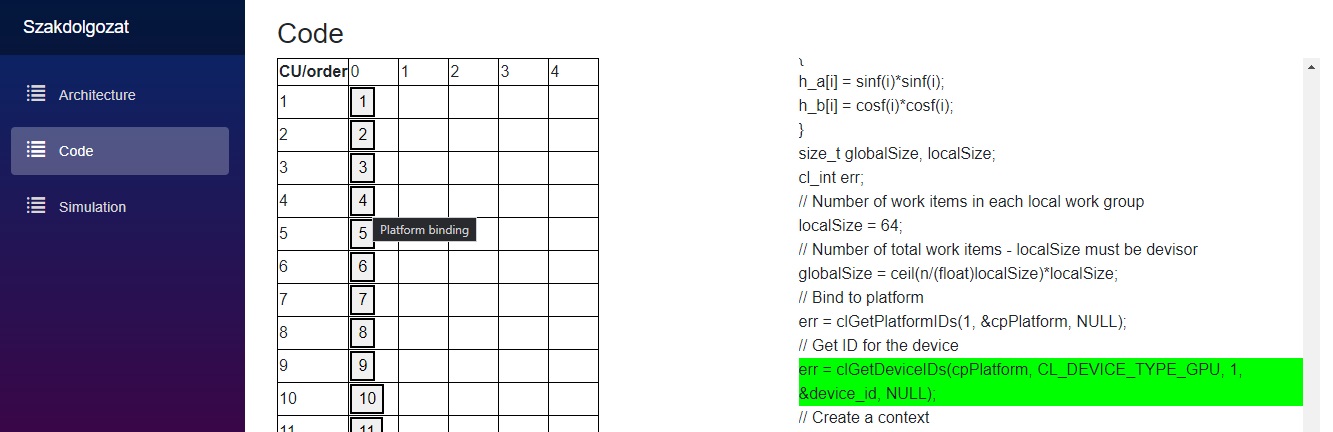 Szakdolgozat
Architecture
Code
Simulation
Code
CU/order 0 1 2 3 4
1 1
2 2
3 3
4 4
Platform binding
5 5
6 6
7 7
8 8
9 9
10 10
11 11
{
h_a[i] = sinf(i)*sinf(i);
h_b[i] = cosf(i)*cosf(i);
}
size_t globalSize, localSize;
cl_int err;
// Number of work items in each local work group
localSize = 64;
// Number of total work items - localSize must be devisor
globalSize = ceil(n/(float)localSize)*localSize;
// Bind to platform
err = clGetPlatformIDs(1, &cpPlatform, NULL);
// Get ID for the device
err = clGetDeviceIDs(cpPlatform, CL_DEVICE_TYPE_GPU, 1,
&device_id, NULL);
// Create a context